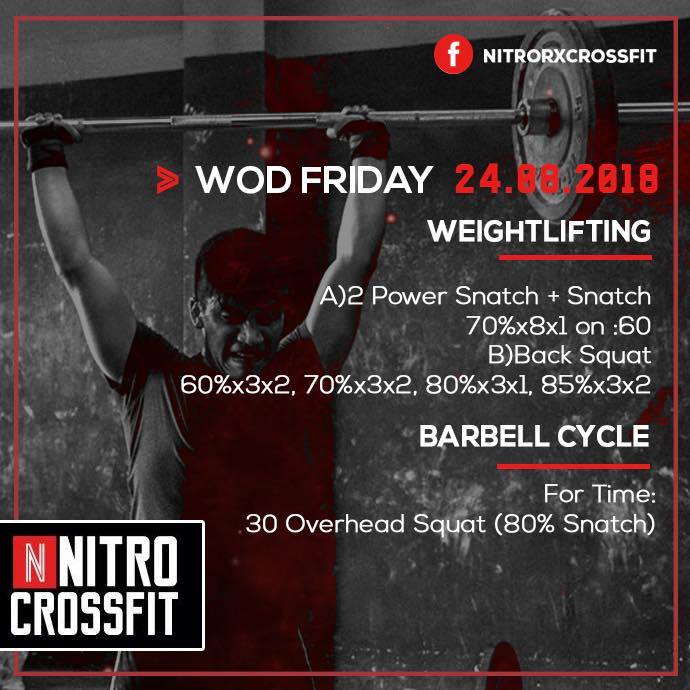 f NITRORXCROSSFIT
WOD FRIDAY 24.08.2018
WEIGHTLIFTING
A)2 Power Snatch + Snatch
70%x8x1 on :60
B)Back Squat
60%x3x2, 70%x3x2, 80%x3x1, 85%x3x2
BARBELL CYCLE
For Time:
30 Overhead Squat (80% Snatch)
N NITRO
CROSSFIT